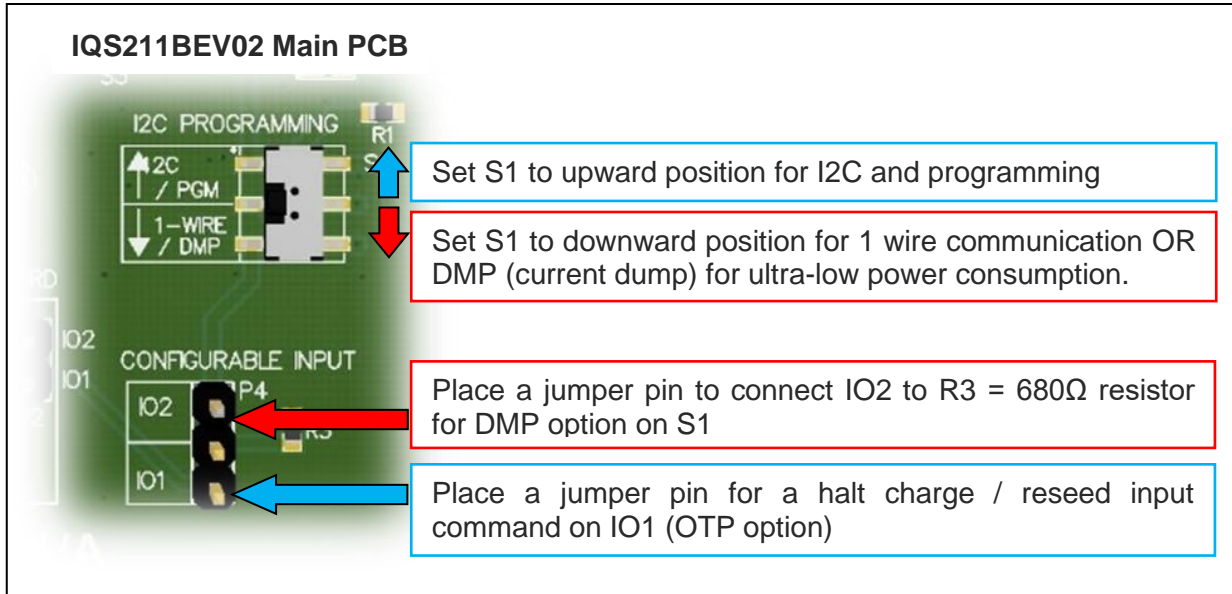 IQS211BEV02 Main PCB
I2C PROGRAMMING
R1
I2C
/ PGM
1-WIRE
/ DMP
Set S1 to upward position for I2C and programming
Set S1 to downward position for 1 wire communication OR
DMP (current dump) for ultra-low power consumption.
IO2
IO1
CONFIGURABLE INPUT
P4
IO2
R3
IO1
Place a jumper pin to connect IO2 to R3 = 680Ω resistor
for DMP option on S1
Place a jumper pin for a halt charge / reseed input
command on IO1 (OTP option)